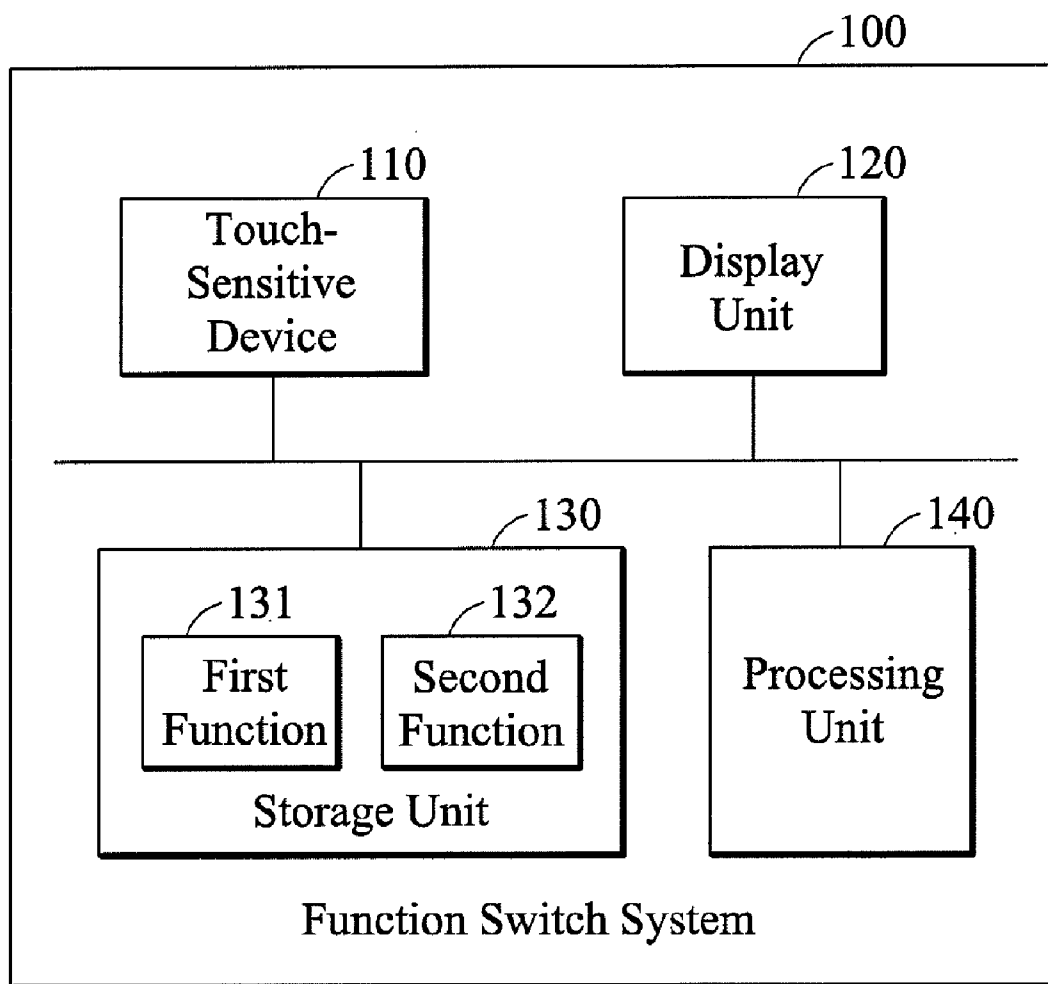 100
110
120
Touch-
Sensitive
Device
Display
Unit
130
140
131
132
First
Function
Second
Function
Processing
Unit
Storage Unit
Function Switch System